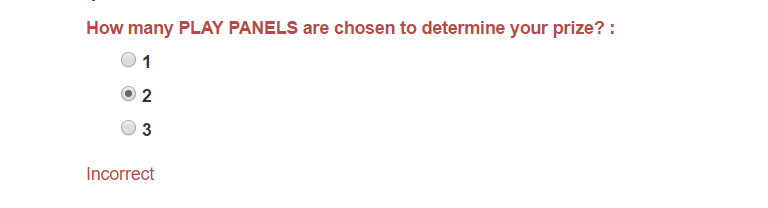 How many PLAY PANELS are chosen to determine your prize? :
1
2
3
Incorrect